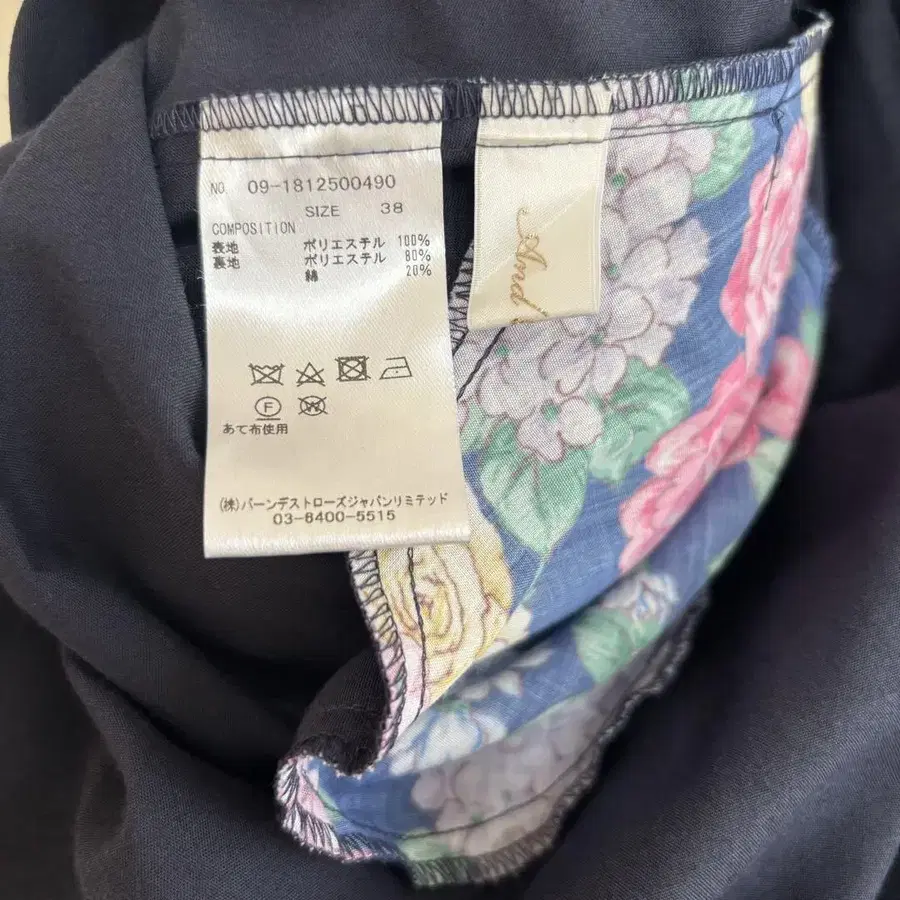 NO. 09-1812500490
SIZE 38
COMPOSITION
表地 ポリエステル 100%
裏地 ポリエステル 80%
綿 20%
F
W
あて布使用
(株)バーンデストローズジャパンリミテッド
03-6400-5515
And